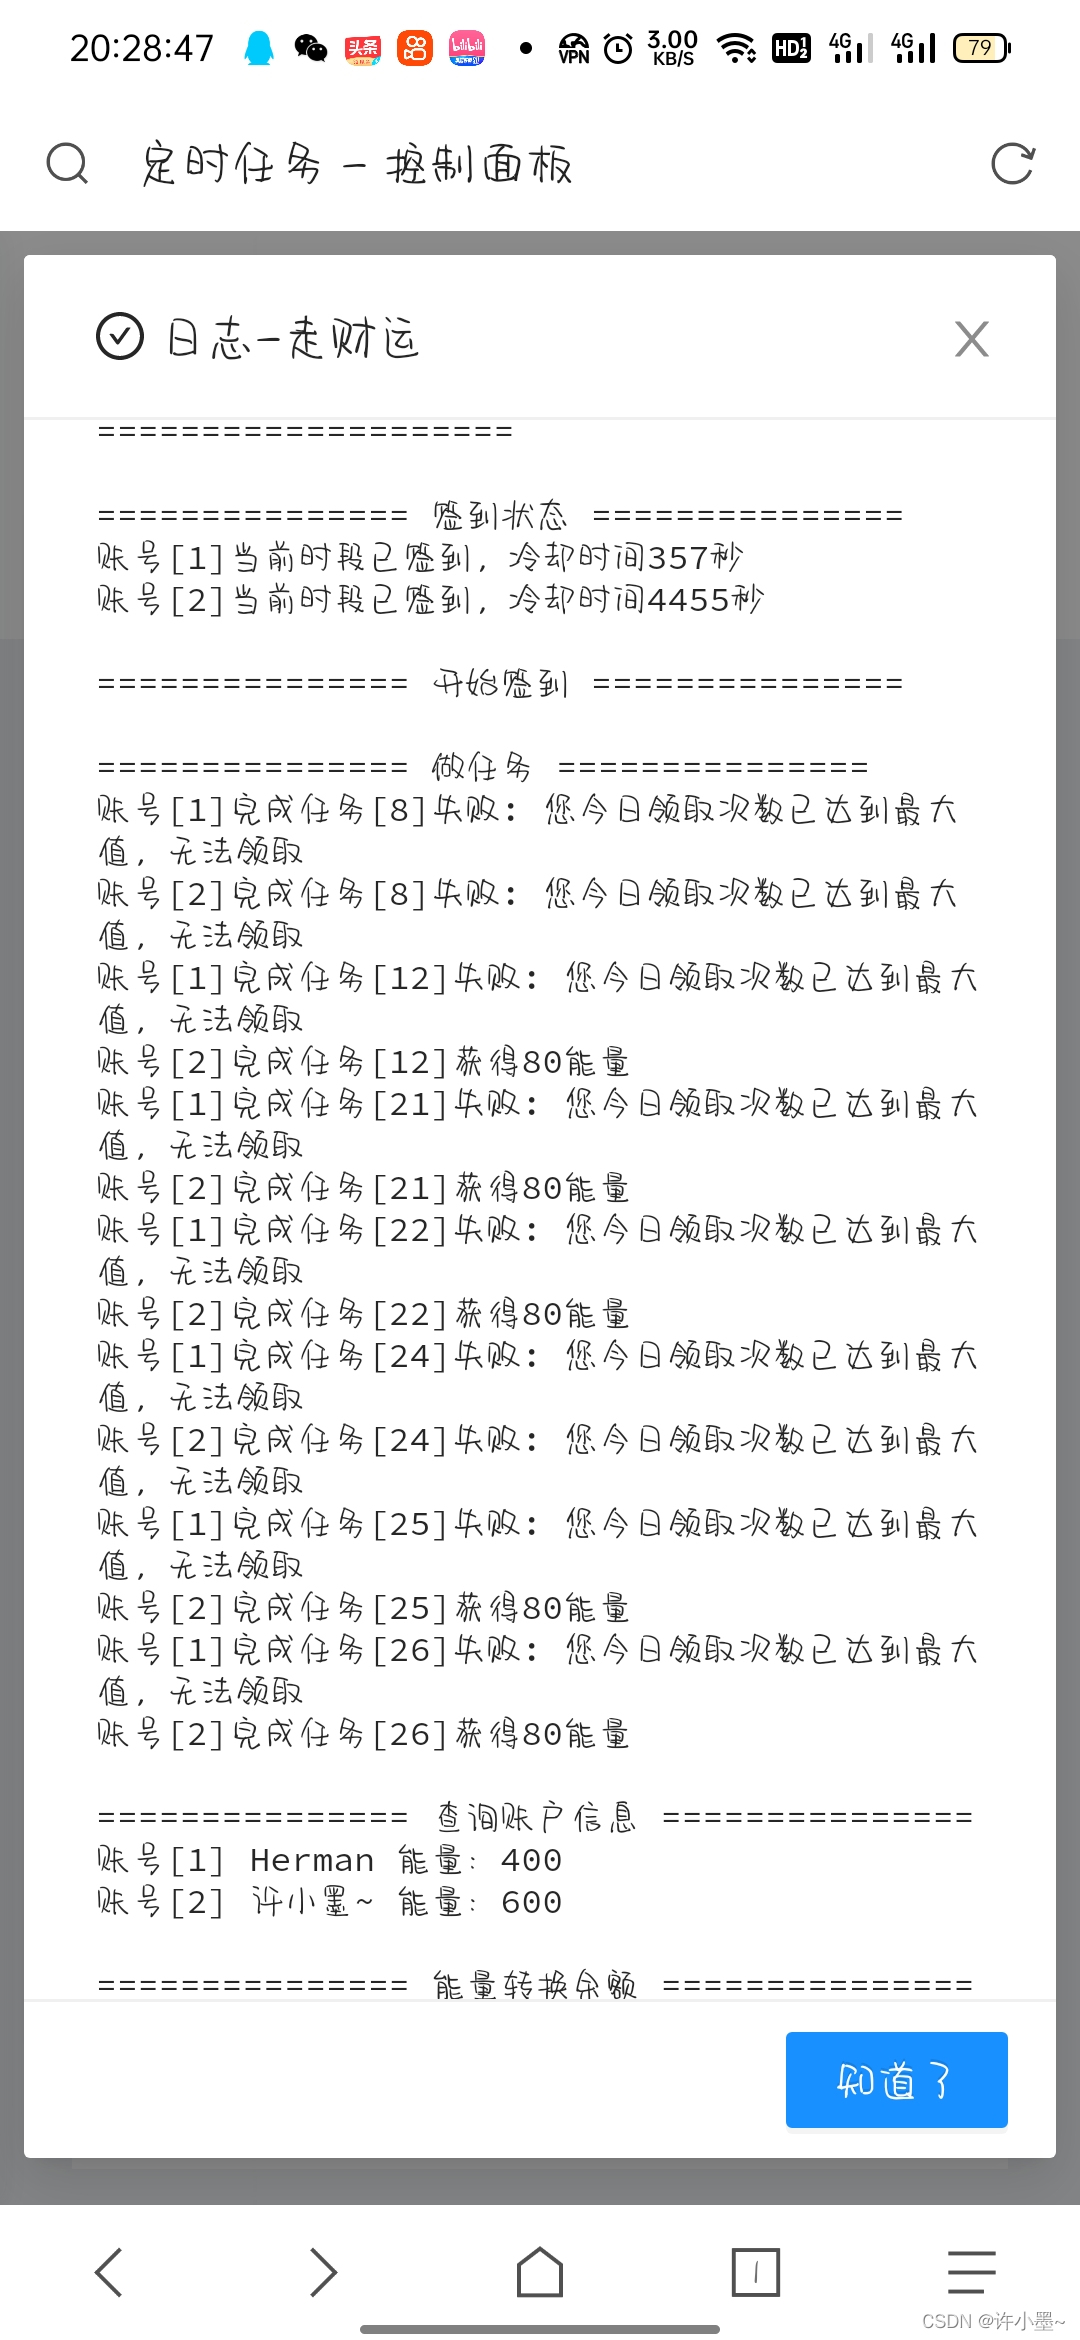 20:28:47 头条 bilibili VPN 3.00 KB/S HD 1 2 4G 4G 79
定时任务 - 控制面板
日志-走财运
====================
=============== 签到状态 ===============
账号[1]当前时段已签到, 冷却时间357秒
账号[2]当前时段已签到, 冷却时间4455秒
=============== 开始签到 ===============
=============== 做任务 ===============
账号[1]完成任务[8]失败: 您今日领取次数已达到最大
值, 无法领取
账号[2]完成任务[8]失败: 您今日领取次数已达到最大
值, 无法领取
账号[1]完成任务[12]失败: 您今日领取次数已达到最大
值, 无法领取
账号[2]完成任务[12]获得80能量
账号[1]完成任务[21]失败: 您今日领取次数已达到最大
值, 无法领取
账号[2]完成任务[21]获得80能量
账号[1]完成任务[22]失败: 您今日领取次数已达到最大
值, 无法领取
账号[2]完成任务[22]获得80能量
账号[1]完成任务[24]失败: 您今日领取次数已达到最大
值, 无法领取
账号[2]完成任务[24]失败: 您今日领取次数已达到最大
值, 无法领取
账号[1]完成任务[25]失败: 您今日领取次数已达到最大
值, 无法领取
账号[2]完成任务[25]获得80能量
账号[1]完成任务[26]失败: 您今日领取次数已达到最大
值, 无法领取
账号[2]完成任务[26]获得80能量
=============== 查询账户信息 ===============
账号[1] Herman 能量: 400
账号[2] 许小墨~ 能量: 600
=============== 能量转换余额 ===============
知道了
1
CSDN @许小墨~